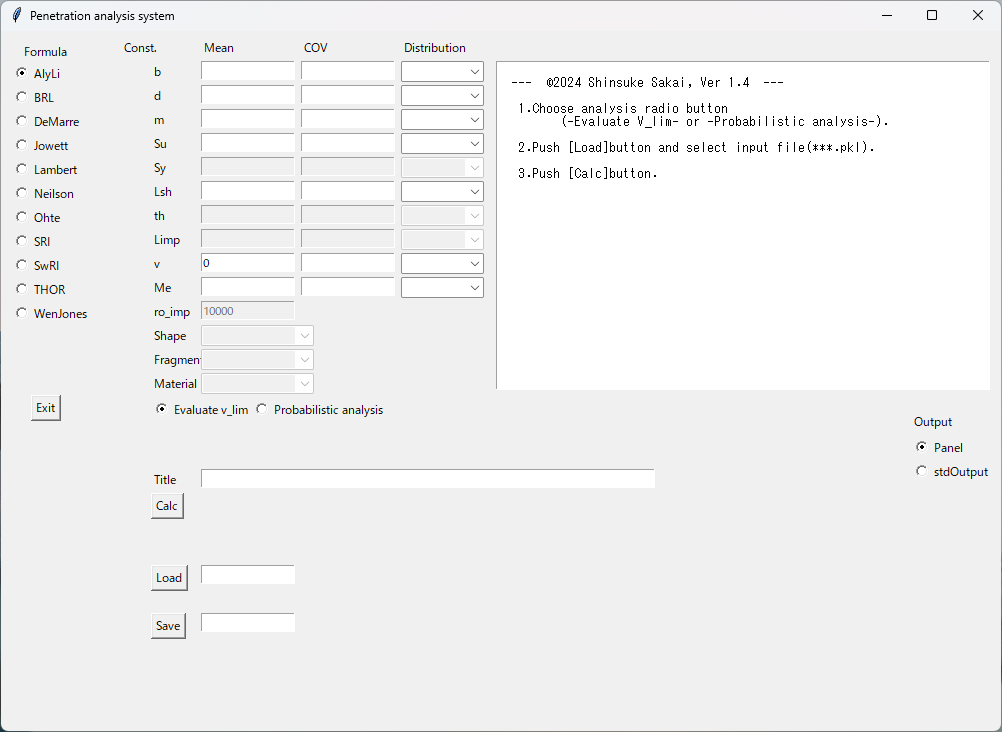 Penetration analysis system
Formula
Const.
Mean
COV
Distribution
AlyLi
BRL
DeMarre
Jowett
Lambert
Neilson
Ohte
SRI
SwRI
THOR
WenJones
b
d
m
Su
Sy
Lsh
th
Limp
v
0
Me
ro_imp
10000
Shape
Fragment
Material
Evaluate v_lim
Probabilistic analysis
--- ©2024 Shinsuke Sakai, Ver 1.4 ---
1.Choose analysis radio button
(-Evaluate V_lim- or -Probabilistic analysis-).
2.Push [Load]button and select input file(***.pkl).
3.Push [Calc]button.
Exit
Output
Panel
stdOutput
Title
Calc
Load
Save